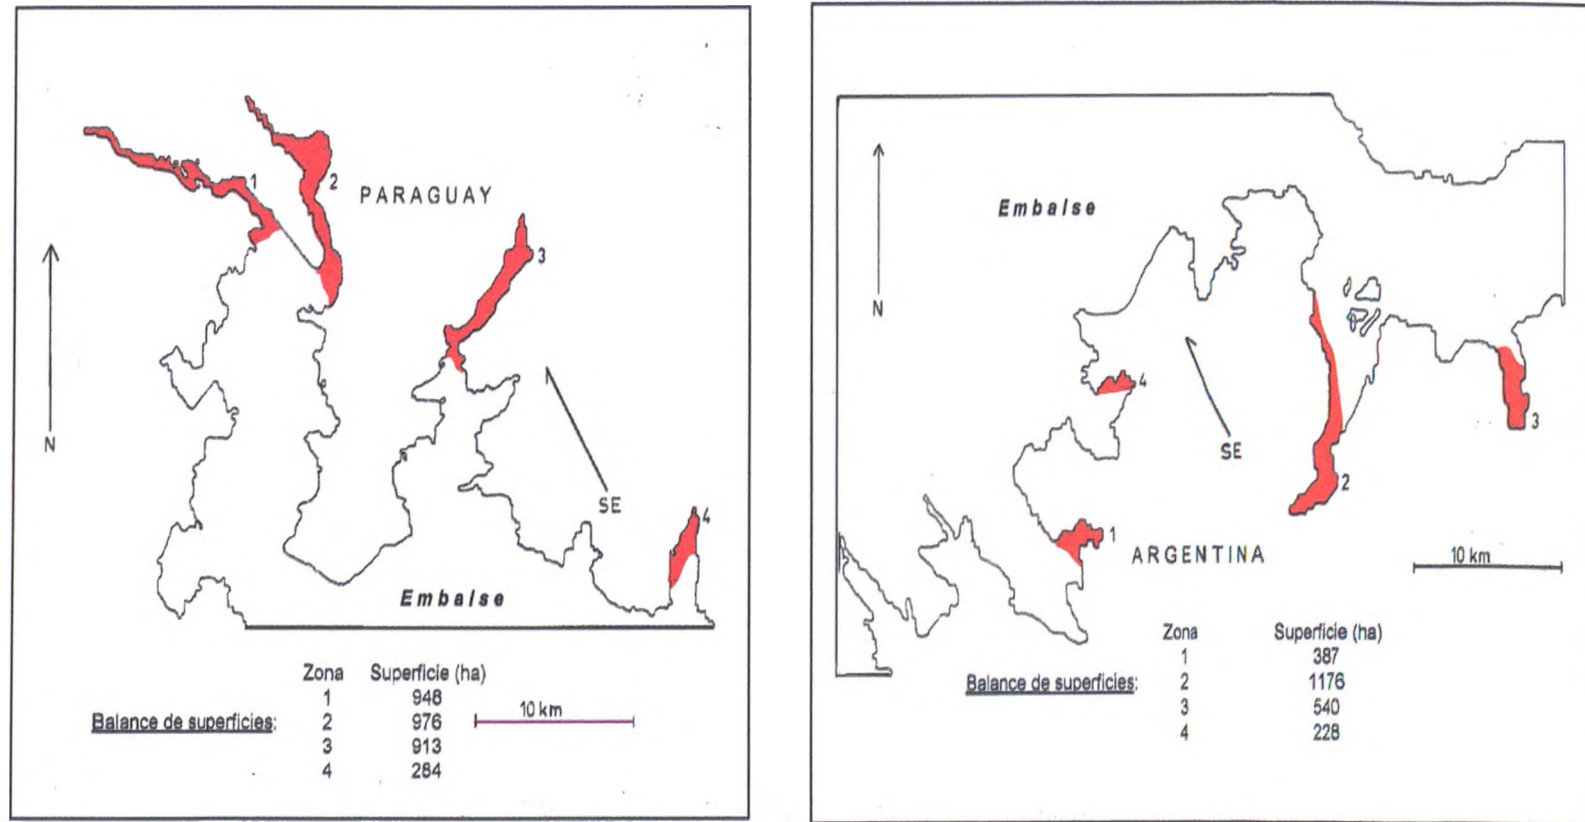 1
2
PARAGUAY
3
N
SE
4
Embalse
Zona Superficie (ha)
1 948
Balance de superficies: 2 976
3 913
4 284
10 km
Embalse
N
4
SE
3
2
1
ARGENTINA
10 km
Zona Superficie (ha)
1 387
Balance de superficies: 2 1176
3 540
4 228